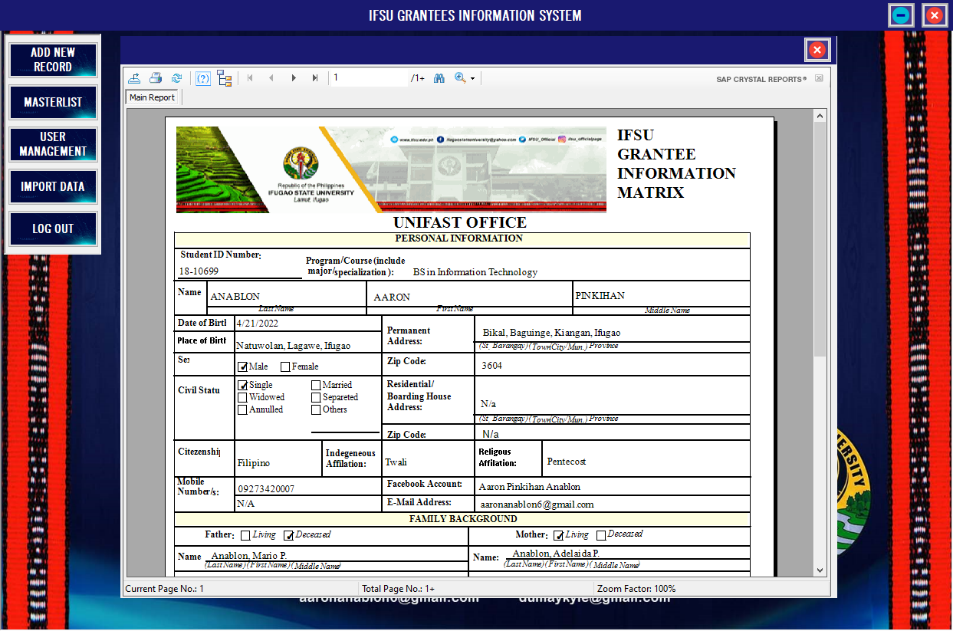 IFSU GRANTEES INFORMATION SYSTEM
ADD NEW
RECORD
MASTERLIST
USER
MANAGEMENT
IMPORT DATA
LOG OUT
1 /1+
SAP CRYSTAL REPORTS®
Main Report
Republic of the Philippines
IFUGAO STATE UNIVERSITY
Lamut, Ifugao
www.ifsu.edu.ph ifugaostateuniversity@yahoo.com IFSU_Official ifsu_officialpage
IFSU
GRANTEE
INFORMATION
MATRIX
UNIFAST OFFICE
PERSONAL INFORMATION
Student ID Number:
18-10699
Program/Course (include
major/specialization ): BS in Information Technology
Name ANABLON AARON PINKIHAN
Last Name First Name Middle Name
Date of Birtl 4/21/2022
Place of Birtl Natuwolan, Lagawe, Ifugao
Permanent
Address: Bikal, Baguinge, Kiangan, Ifugao
(St Barangay) (Town/City/Mun.) Province
Se: Male Female
Zip Code: 3604
Civil Statu Single Married
Widowed Separeted
Annulled Others
Residential/
Boarding House
Address: N/a
(St Barangay) (Town/City/Mun.) Province
Zip Code: N/a
Citezenshij Filipino
Indegeneous
Affilation: Twali
Religous
Affilation: Pentecost
Mobile
Number/s: 09273420007
N/A
Facebook Account: Aaron Pinkihan Anablon
E-Mail Address: aaronanablon6@gmail.com
FAMILY BACKGROUND
Father: Living Deceased Mother: Living Deceased
Name Anablon, Mario P. Name: Anablon, Adelaida P.
(Last Name) (First Name) (Middle Name) (Last Name) (First Name) (Middle Name)
Current Page No.: 1 Total Page No.: 1+ Zoom Factor: 100%
aaronanablon6@gmail.com dumaykyle@gmail.com